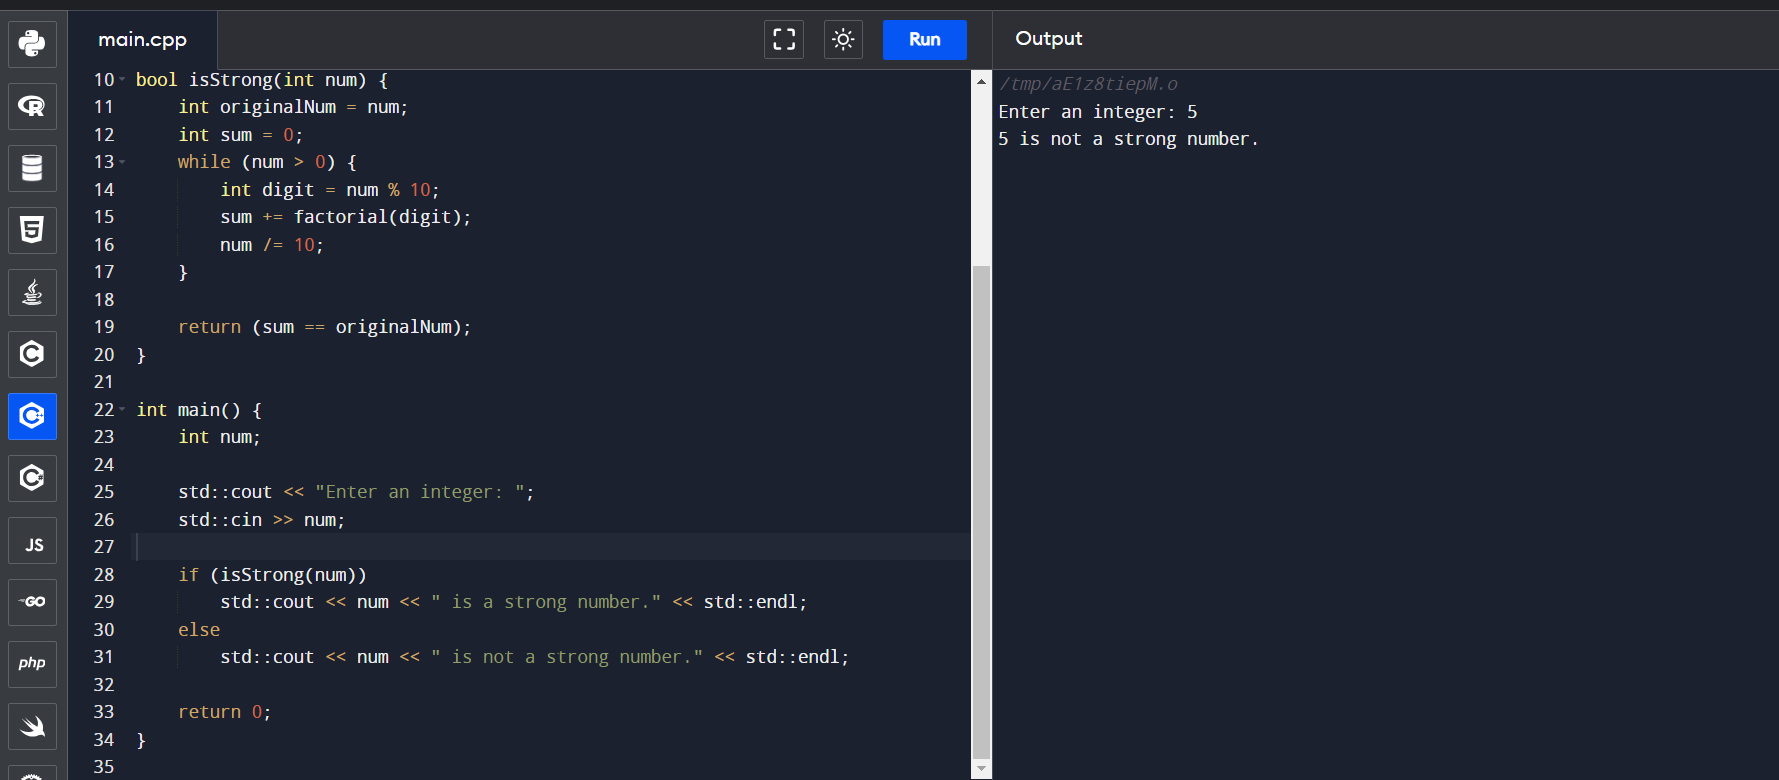 main.cpp
Run
Output
10 bool isStrong(int num) {
11     int originalNum = num;
12     int sum = 0;
13     while (num > 0) {
14         int digit = num % 10;
15         sum += factorial(digit);
16         num /= 10;
17     }
18
19     return (sum == originalNum);
20 }
21
22 int main() {
23     int num;
24
25     std::cout << "Enter an integer: ";
26     std::cin >> num;
27
28     if (isStrong(num))
29         std::cout << num << " is a strong number." << std::endl;
30     else
31         std::cout << num << " is not a strong number." << std::endl;
32
33     return 0;
34 }
35
/tmp/aE1z8tiepM.o
Enter an integer: 5
5 is not a strong number.
R
5
C
C+
C#
JS
GO
php